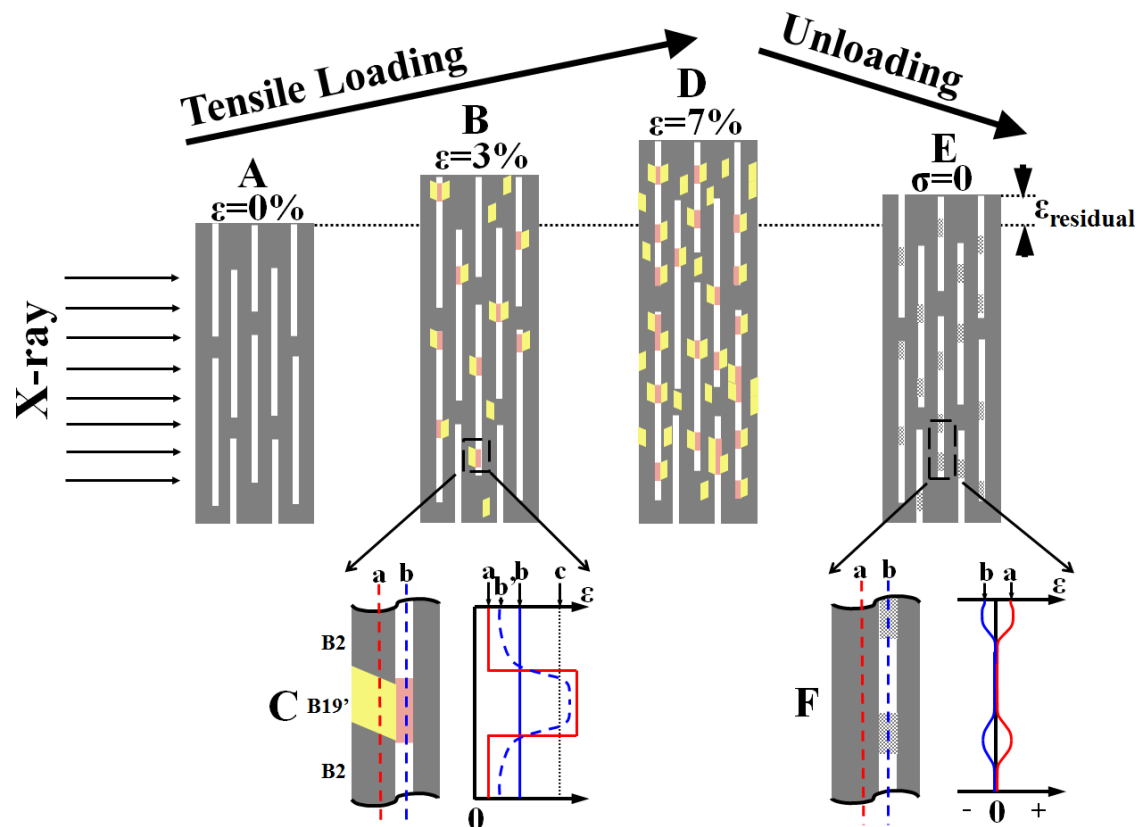 Tensile Loading
Unloading
A
ε=0%
B
ε=3%
D
ε=7%
E
σ=0
εresidual
X-ray
C
a
b
B2
B19'
B2
a
b'
b
c
ε
0
F
a
b
b
a
ε
-
0
+